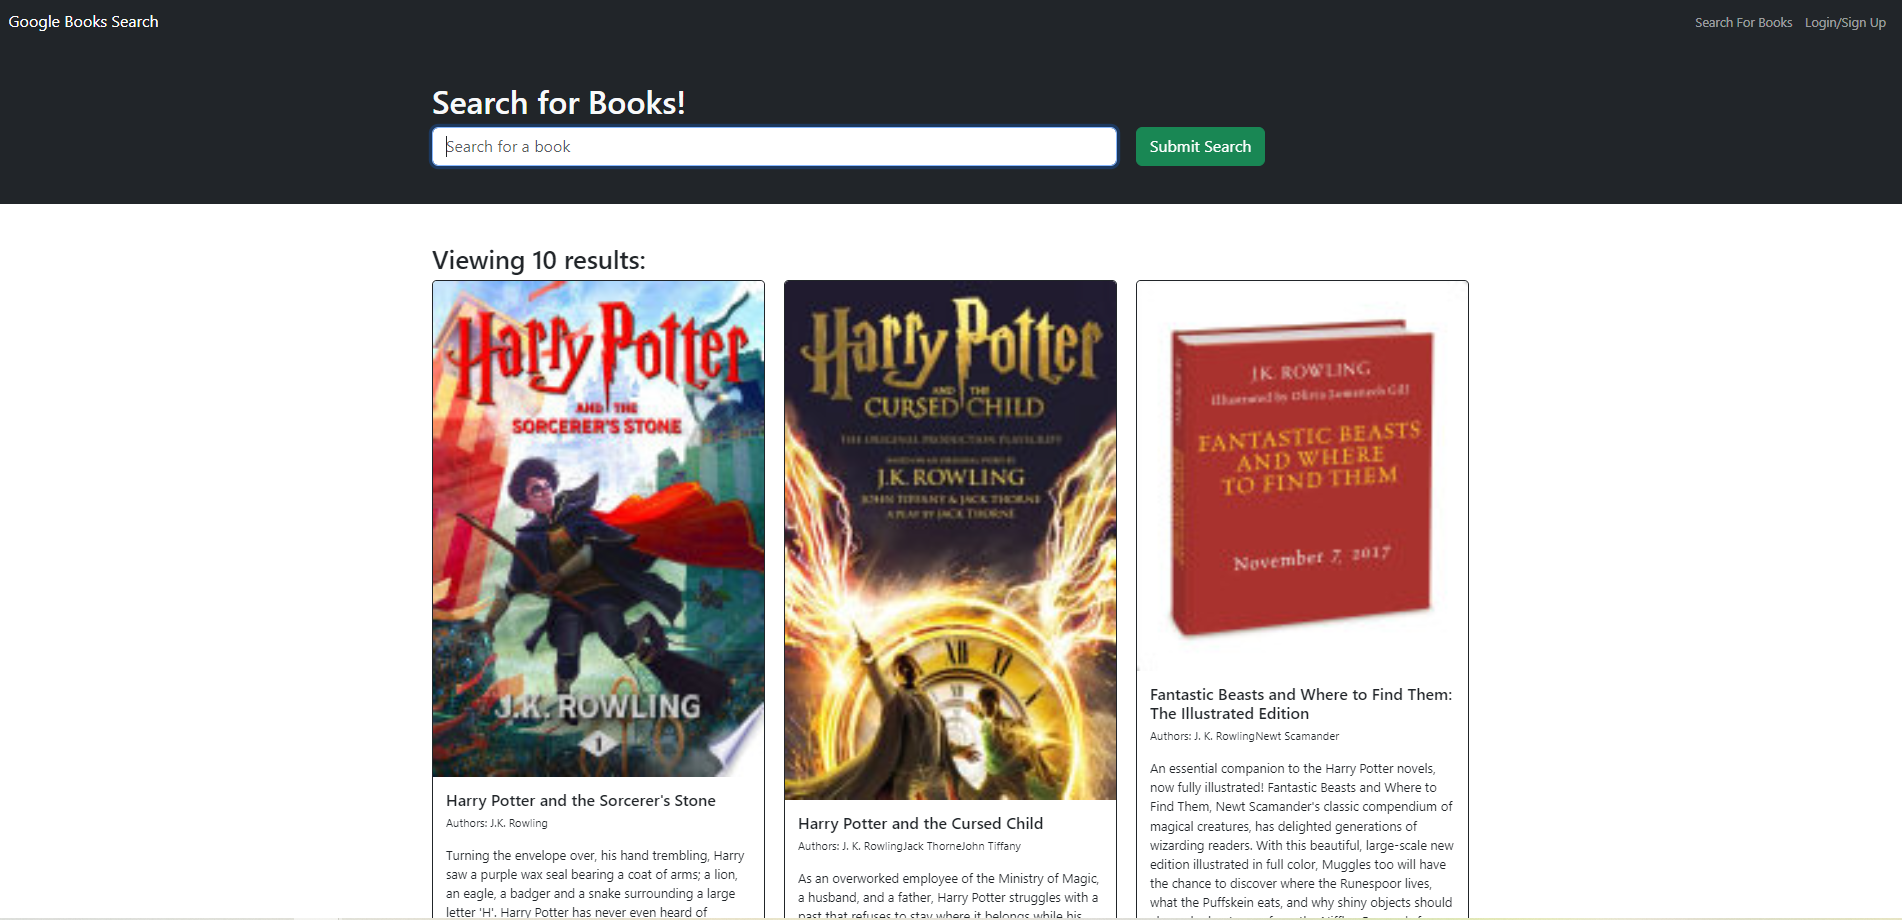 Google Books Search
Search For Books
Login/Sign Up
Search for Books!
Search for a book
Submit Search
Viewing 10 results:
Harry Potter
AND THE
SORCERER'S STONE
J.K. ROWLING
1
Harry Potter and the Sorcerer's Stone
Authors: J.K. Rowling
Turning the envelope over, his hand trembling, Harry
saw a purple wax seal bearing a coat of arms; a lion,
an eagle, a badger and a snake surrounding a large
letter 'H'. Harry Potter has never even heard of
Harry Potter
AND THE
CURSED CHILD
THE ORIGINAL PRODUCTION PLAYSCRIPT
BASED ON AN ORIGINAL STORY BY
J.K. ROWLING
JOHN TIFFANY & JACK THORNE
A PLAY BY JACK THORNE
XII
XI
Harry Potter and the Cursed Child
Authors: J. K. RowlingJack ThorneJohn Tiffany
As an overworked employee of the Ministry of Magic,
a husband, and a father, Harry Potter struggles with a
past that refuses to stay where it belongs while his
J.K. ROWLING
Illustrated by Olivia Lomenech Gill
FANTASTIC BEASTS
AND WHERE
TO FIND THEM
November 7, 2017
Fantastic Beasts and Where to Find Them:
The Illustrated Edition
Authors: J. K. RowlingNewt Scamander
An essential companion to the Harry Potter novels,
now fully illustrated! Fantastic Beasts and Where to
Find Them, Newt Scamander's classic compendium of
magical creatures, has delighted generations of
wizarding readers. With this beautiful, large-scale new
edition illustrated in full color, Muggles too will have
the chance to discover where the Runespoor lives,
what the Puffskein eats, and why shiny objects should